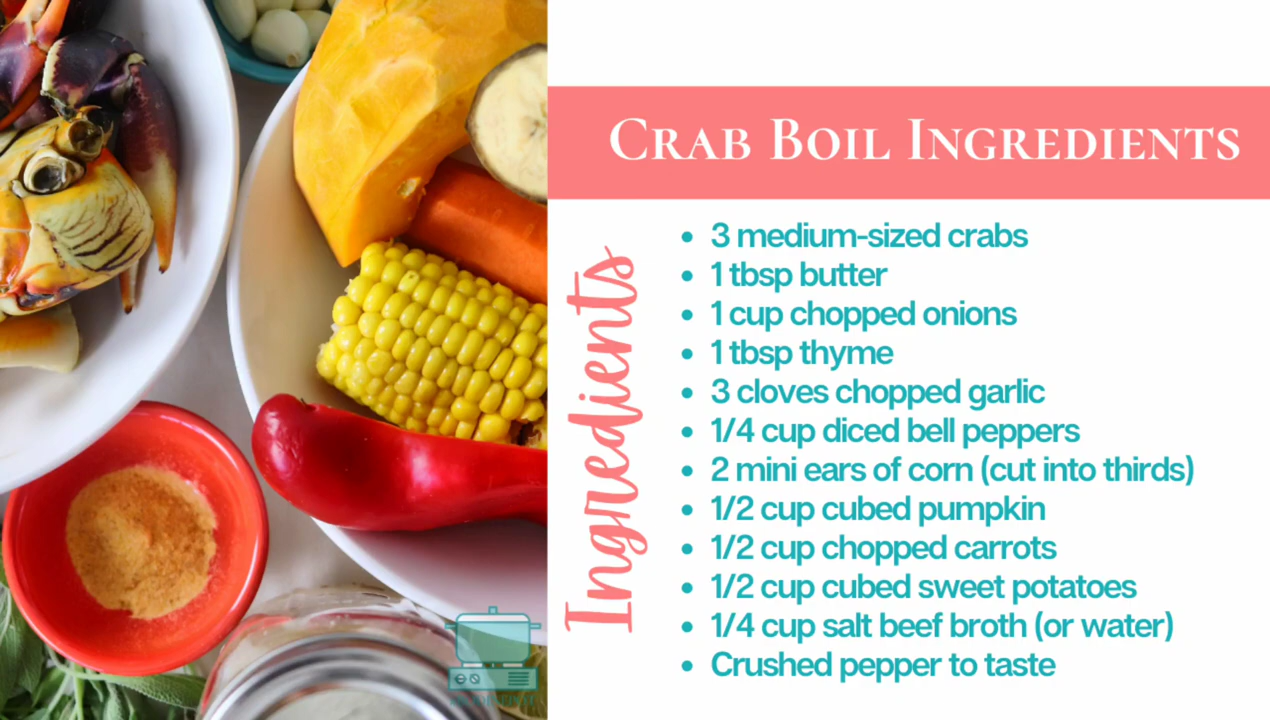 Crab Boil Ingredients
Ingredients
• 3 medium-sized crabs
• 1 tbsp butter
• 1 cup chopped onions
• 1 tbsp thyme
• 3 cloves chopped garlic
• 1/4 cup diced bell peppers
• 2 mini ears of corn (cut into thirds)
• 1/2 cup cubed pumpkin
• 1/2 cup chopped carrots
• 1/2 cup cubed sweet potatoes
• 1/4 cup salt beef broth (or water)
• Crushed pepper to taste